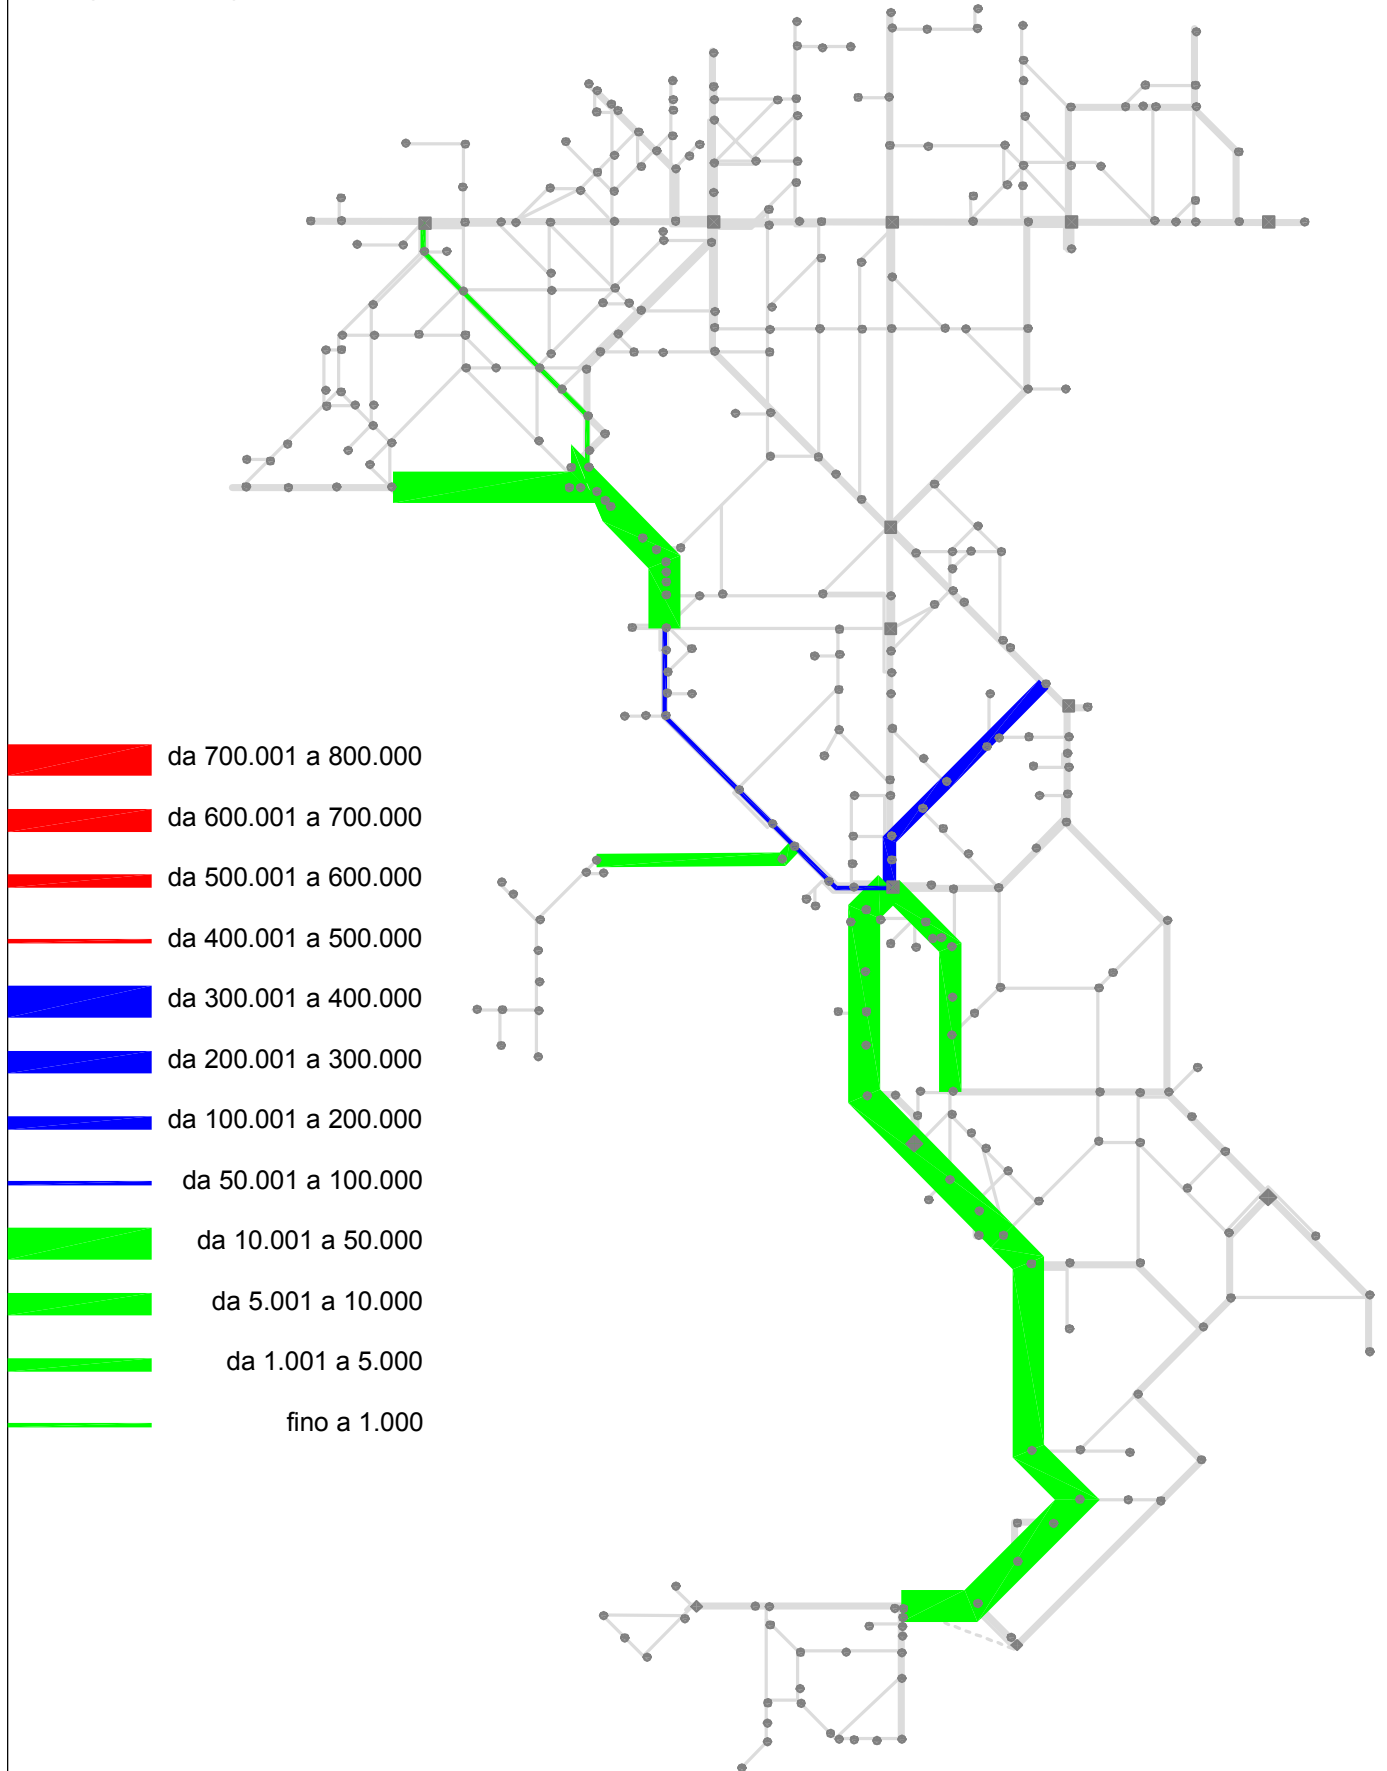 da 700.001 a 800.000
da 600.001 a 700.000
da 500.001 a 600.000
da 400.001 a 500.000
da 300.001 a 400.000
da 200.001 a 300.000
da 100.001 a 200.000
da 50.001 a 100.000
da 10.001 a 50.000
da 5.001 a 10.000
da 1.001 a 5.000
fino a 1.000